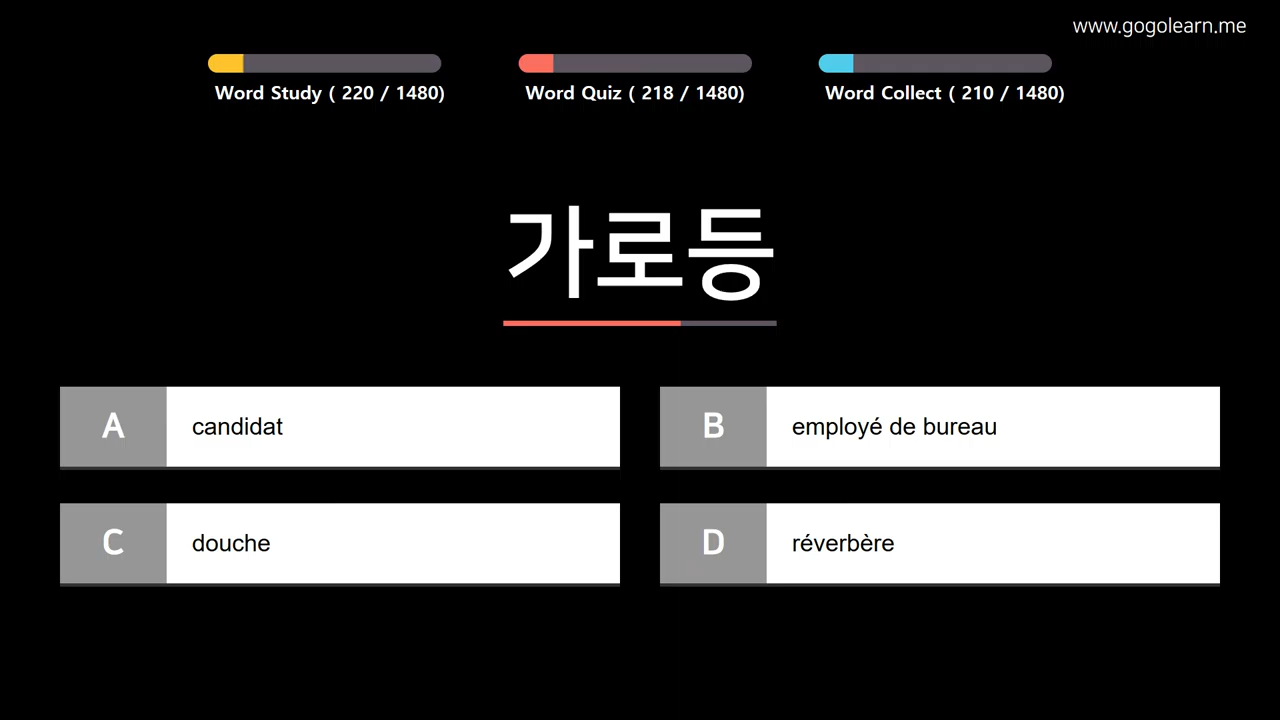 www.gogolearn.me
Word Study ( 220 / 1480)
Word Quiz ( 218 / 1480)
Word Collect ( 210 / 1480)
가로등
A candidat
B employé de bureau
C douche
D réverbère